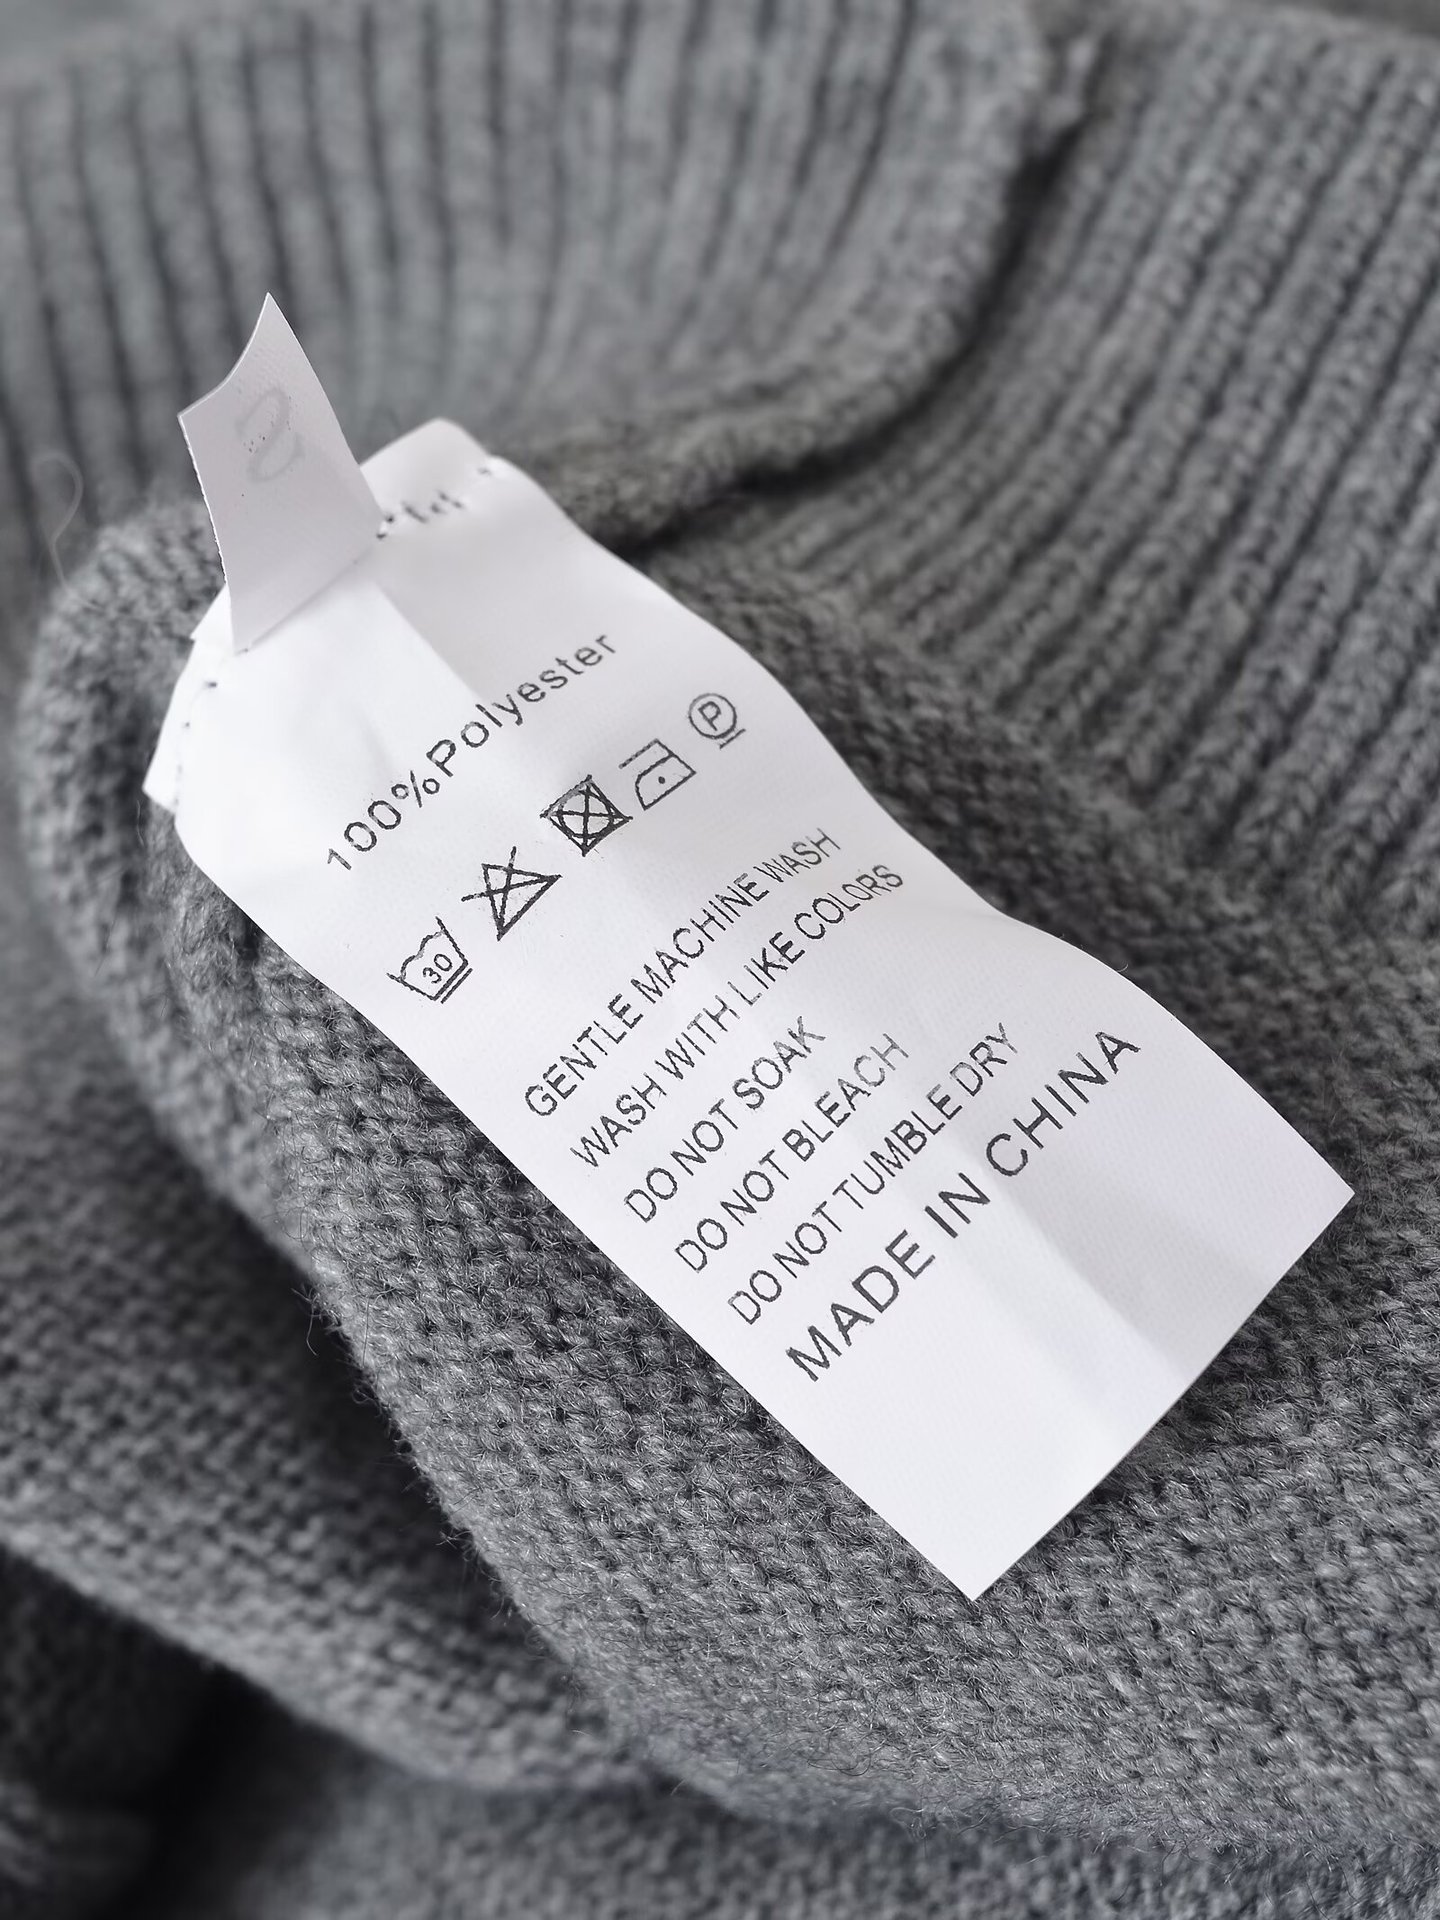 100%Polyester
30 P
GENTLE MACHINE WASH
WASH WITH LIKE COLORS
DO NOT SOAK
DO NOT BLEACH
DO NOT TUMBLE DRY
MADE IN CHINA